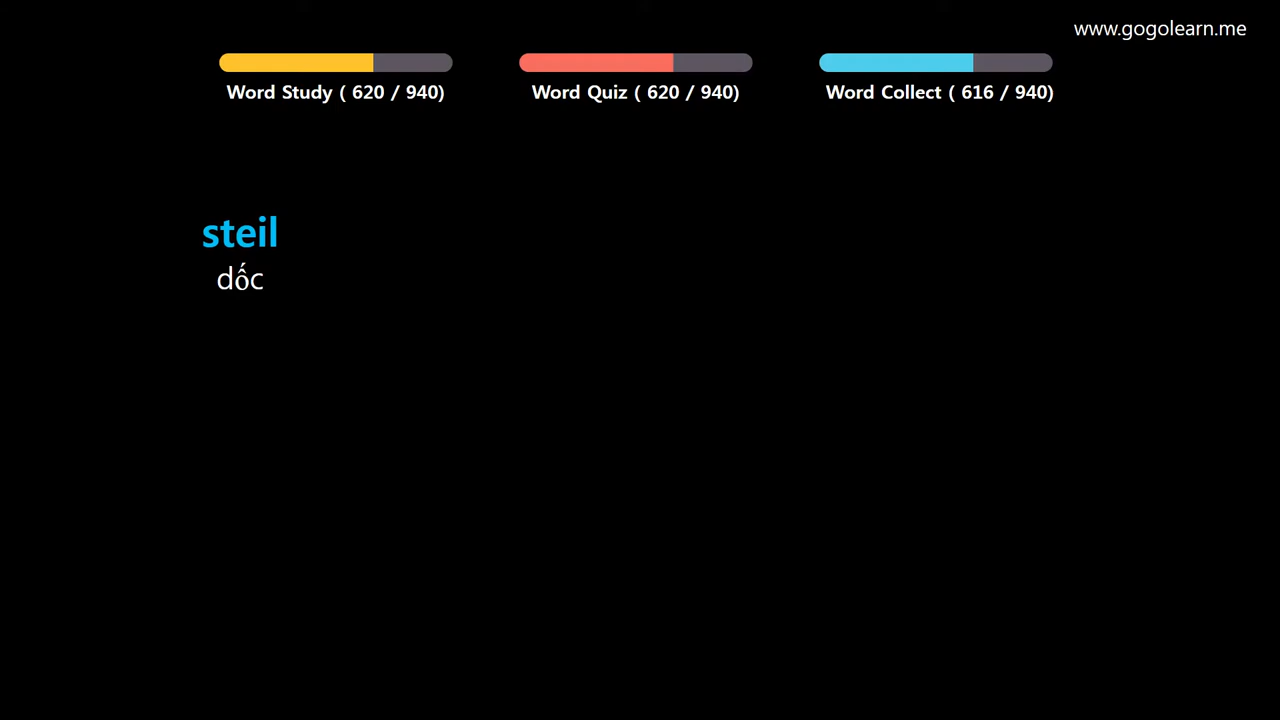 www.gogolearn.me
Word Study ( 620 / 940)
Word Quiz ( 620 / 940)
Word Collect ( 616 / 940)
steil
dốc